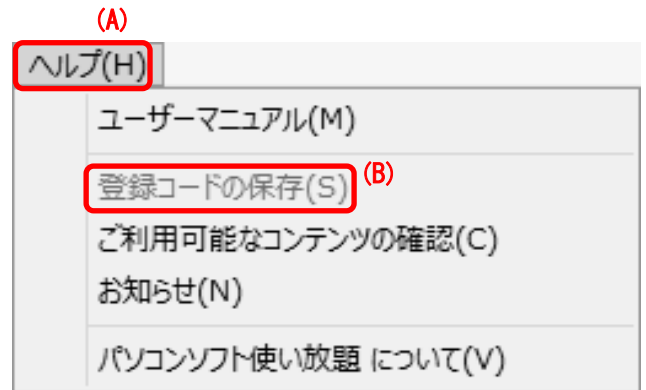 (A)
ヘルプ(H)
ユーザーマニュアル(M)
登録コードの保存(S) (B)
ご利用可能なコンテンツの確認(C)
お知らせ(N)
パソコンソフト使い放題 について(V)